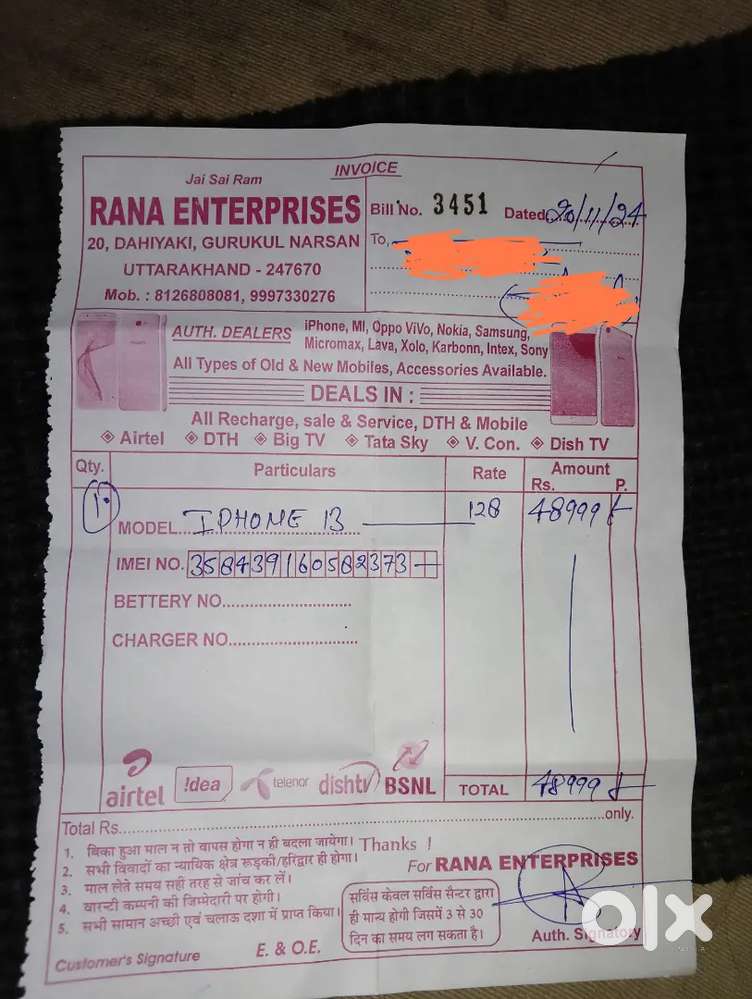 INVOICE
Jai Sai Ram
RANA ENTERPRISES
20, DAHIYAKI, GURUKUL NARSAN
UTTARAKHAND - 247670
Mob. : 8126808081, 9997330276
Bill No. 3451 Dated 20/11/24
To,
AUTH. DEALERS iPhone, MI, Oppo ViVo, Nokia, Samsung,
Micromax, Lava, Xolo, Karbonn, Intex, Sony
All Types of Old & New Mobiles, Accessories Available.
DEALS IN :
All Recharge, sale & Service, DTH & Mobile
Airtel DTH Big TV Tata Sky V. Con. Dish TV
Qty. Particulars Rate Amount
Rs. P.
1 MODEL IPHONE 13 128 48999
IMEI NO. 358439160582373
BETTERY NO
CHARGER NO
airtel !dea telenor dishtv BSNL TOTAL 48999
Total Rs. only.
1. बिका हुआ माल न तो वापस होगा न ही बदला जायेगा। Thanks !
2. सभी विवादों का न्यायिक क्षेत्र रूड़की/हरिद्वार ही होगा।
For RANA ENTERPRISES
3. माल लेते समय सही तरह से जांच कर लें।
4. वारन्टी कम्पनी की जिम्मेदारी पर होगी।
5. सभी सामान अच्छी एवं चलाऊ दशा में प्राप्त किया।
सर्विस केवल सर्विस सैन्टर द्वारा
ही मान्य होगी जिसमें 3 से 30
दिन का समय लग सकता है।
Auth. Signatory
Customer's Signature E. & O.E.
olx